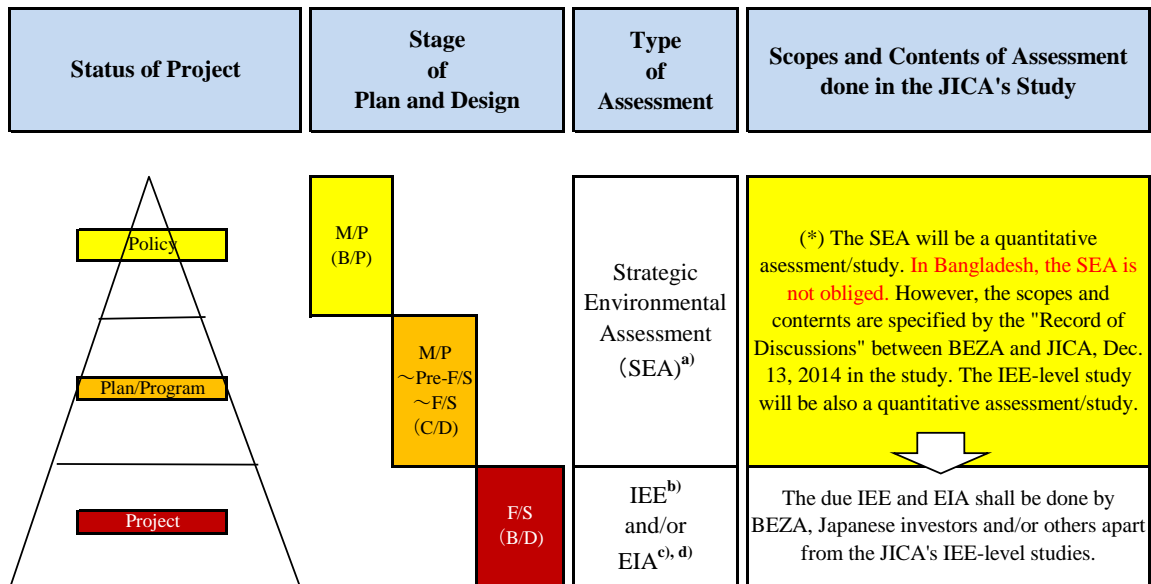 Status of Project
Stage
of
Plan and Design
Type
of
Assessment
Scopes and Contents of Assessment
done in the JICA's Study
Policy
Plan/Program
Project
M/P
(B/P)
M/P
～Pre-F/S
～F/S
（C/D）
F/S
（B/D）
Strategic
Environmental
Assessment
（SEA）a)
IEEb)
and/or
EIAc), d)
(*) The SEA will be a quantitative
asessment/study. In Bangladesh, the SEA is
not obliged. However, the scopes and
conternts are specified by the "Record of
Discussions" between BEZA and JICA, Dec.
13, 2014 in the study. The IEE-level study
will be also a quantitative assessment/study.
The due IEE and EIA shall be done by
BEZA, Japanese investors and/or others apart
from the JICA's IEE-level studies.